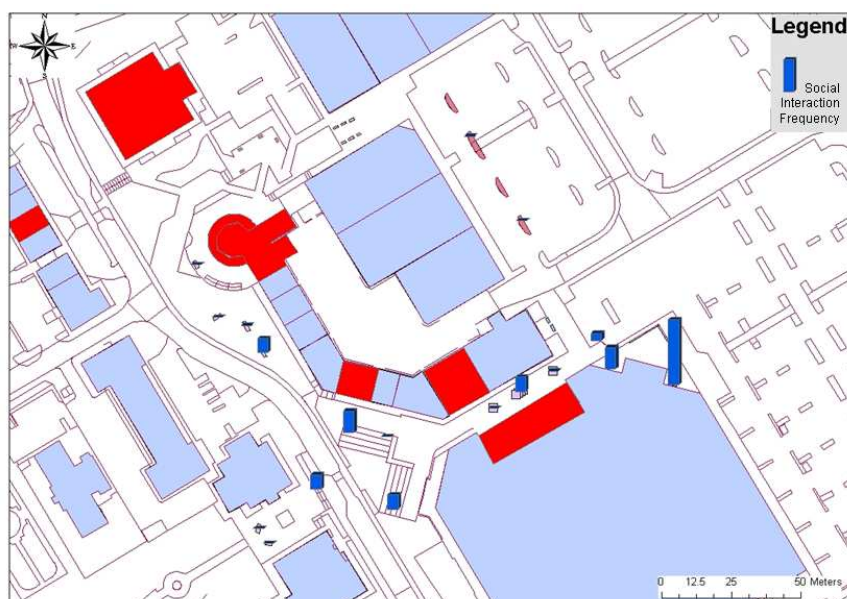 N
W
E
S
Legend
Social
Interaction
Frequency
0 12.5 25 50 Meters